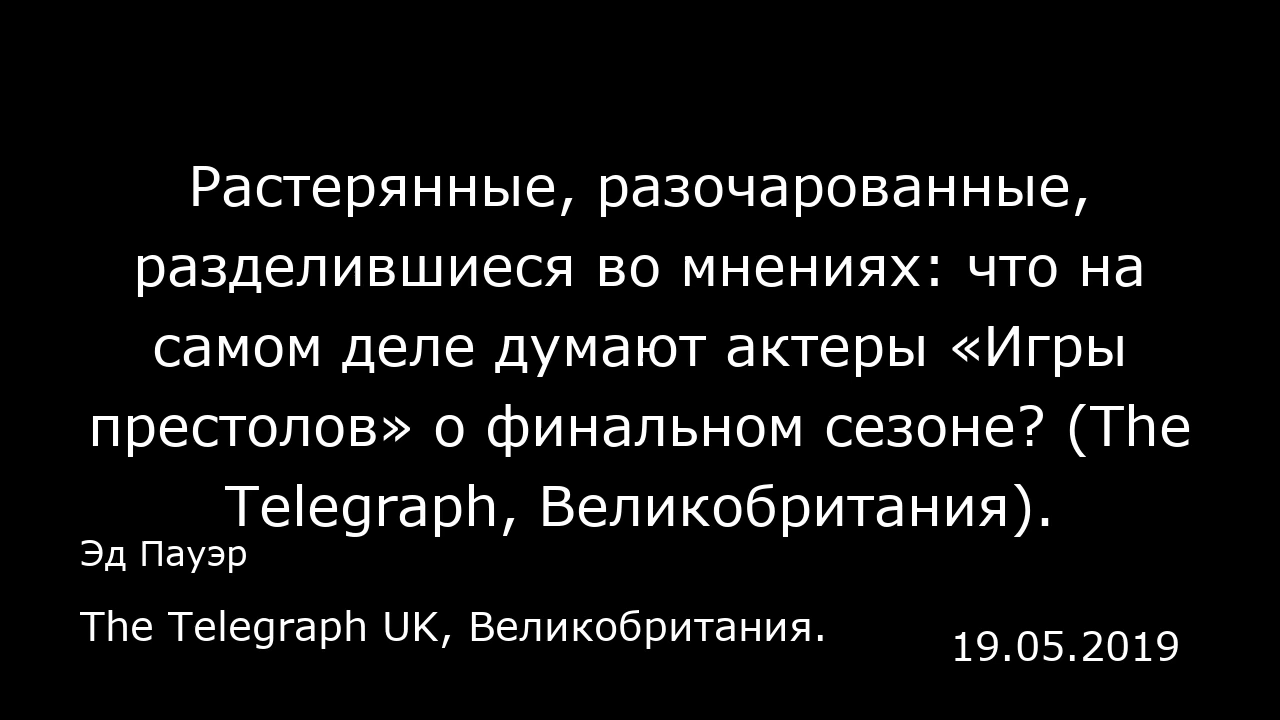 Растерянные, разочарованные,
разделившиеся во мнениях: что на
самом деле думают актеры «Игры
престолов» о финальном сезоне? (The
Telegraph, Великобритания).
Эд Пауэр
The Telegraph UK, Великобритания.
19.05.2019